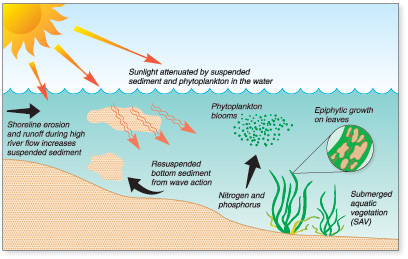 Sunlight attenuated by suspended
sediment and phytoplankton in the water
Shoreline erosion
and runoff during high
river flow increases
suspended sediment
Phytoplankton
blooms
Epiphytic growth
on leaves
Resuspended
bottom sediment
from wave action
Nitrogen and
phosphorus
Submerged
aquatic
vegetation
(SAV)